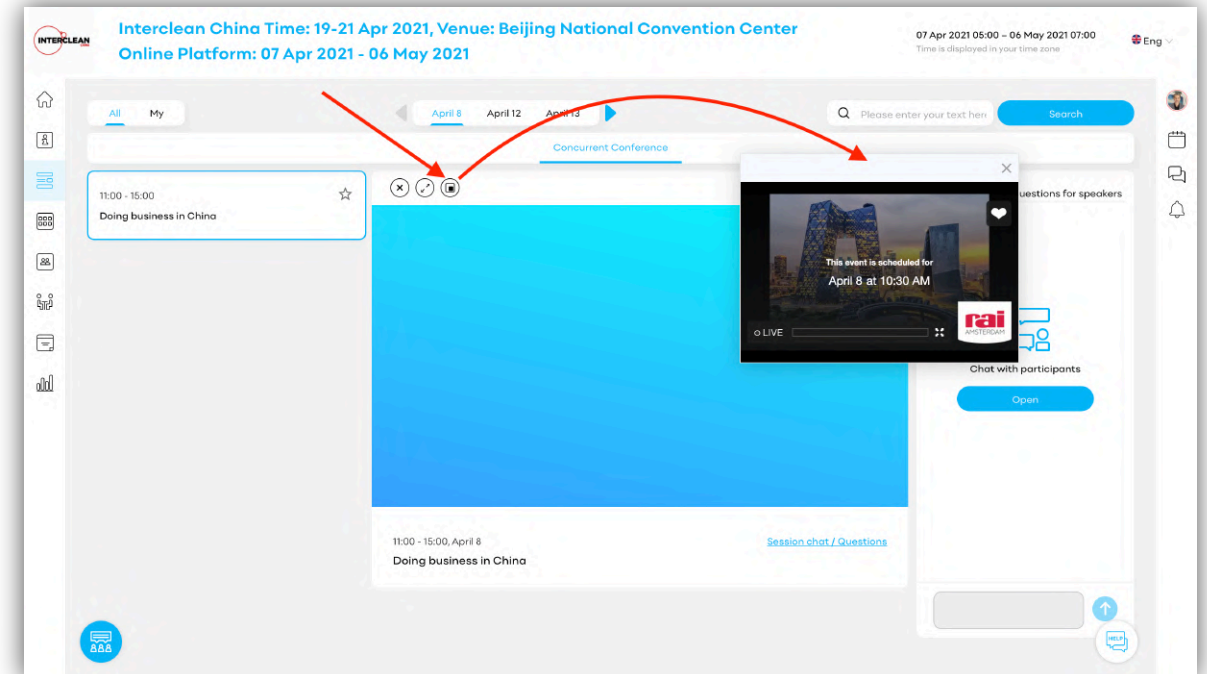 INTERCLEAN
Interclean China Time: 19-21 Apr 2021, Venue: Beijing National Convention Center
Online Platform: 07 Apr 2021 - 06 May 2021
07 Apr 2021 05:00 – 06 May 2021 07:00
Time is displayed in your time zone
Eng
All My
April 8 April 12 April 13
Please enter your text here
Search
Concurrent Conference
11:00 - 15:00
Doing business in China
uestions for speakers
This event is scheduled for
April 8 at 10:30 AM
LIVE
rai
AMSTERDAM
Chat with participants
Open
11:00 - 15:00, April 8
Session chat / Questions
Doing business in China
HELP